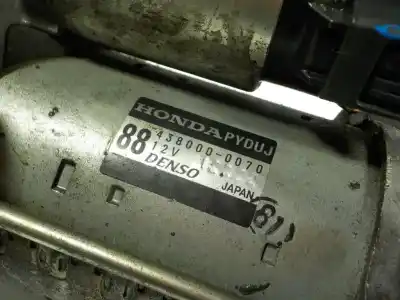 HONDA PYDUJ
88 438000-0070
12V
DENSO JAPAN